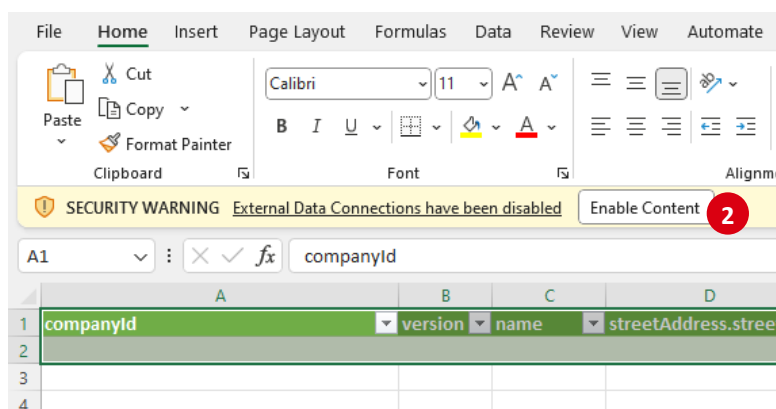 File Home Insert Page Layout Formulas Data Review View Automate
Cut
Copy
Format Painter
Paste
Clipboard
Calibri 11 A A
B I U A
Font
ab
Alignm
SECURITY WARNING External Data Connections have been disabled Enable Content 2
A1 fx companyId
A B C D
1 companyId version name streetAddress.stree
2
3
4